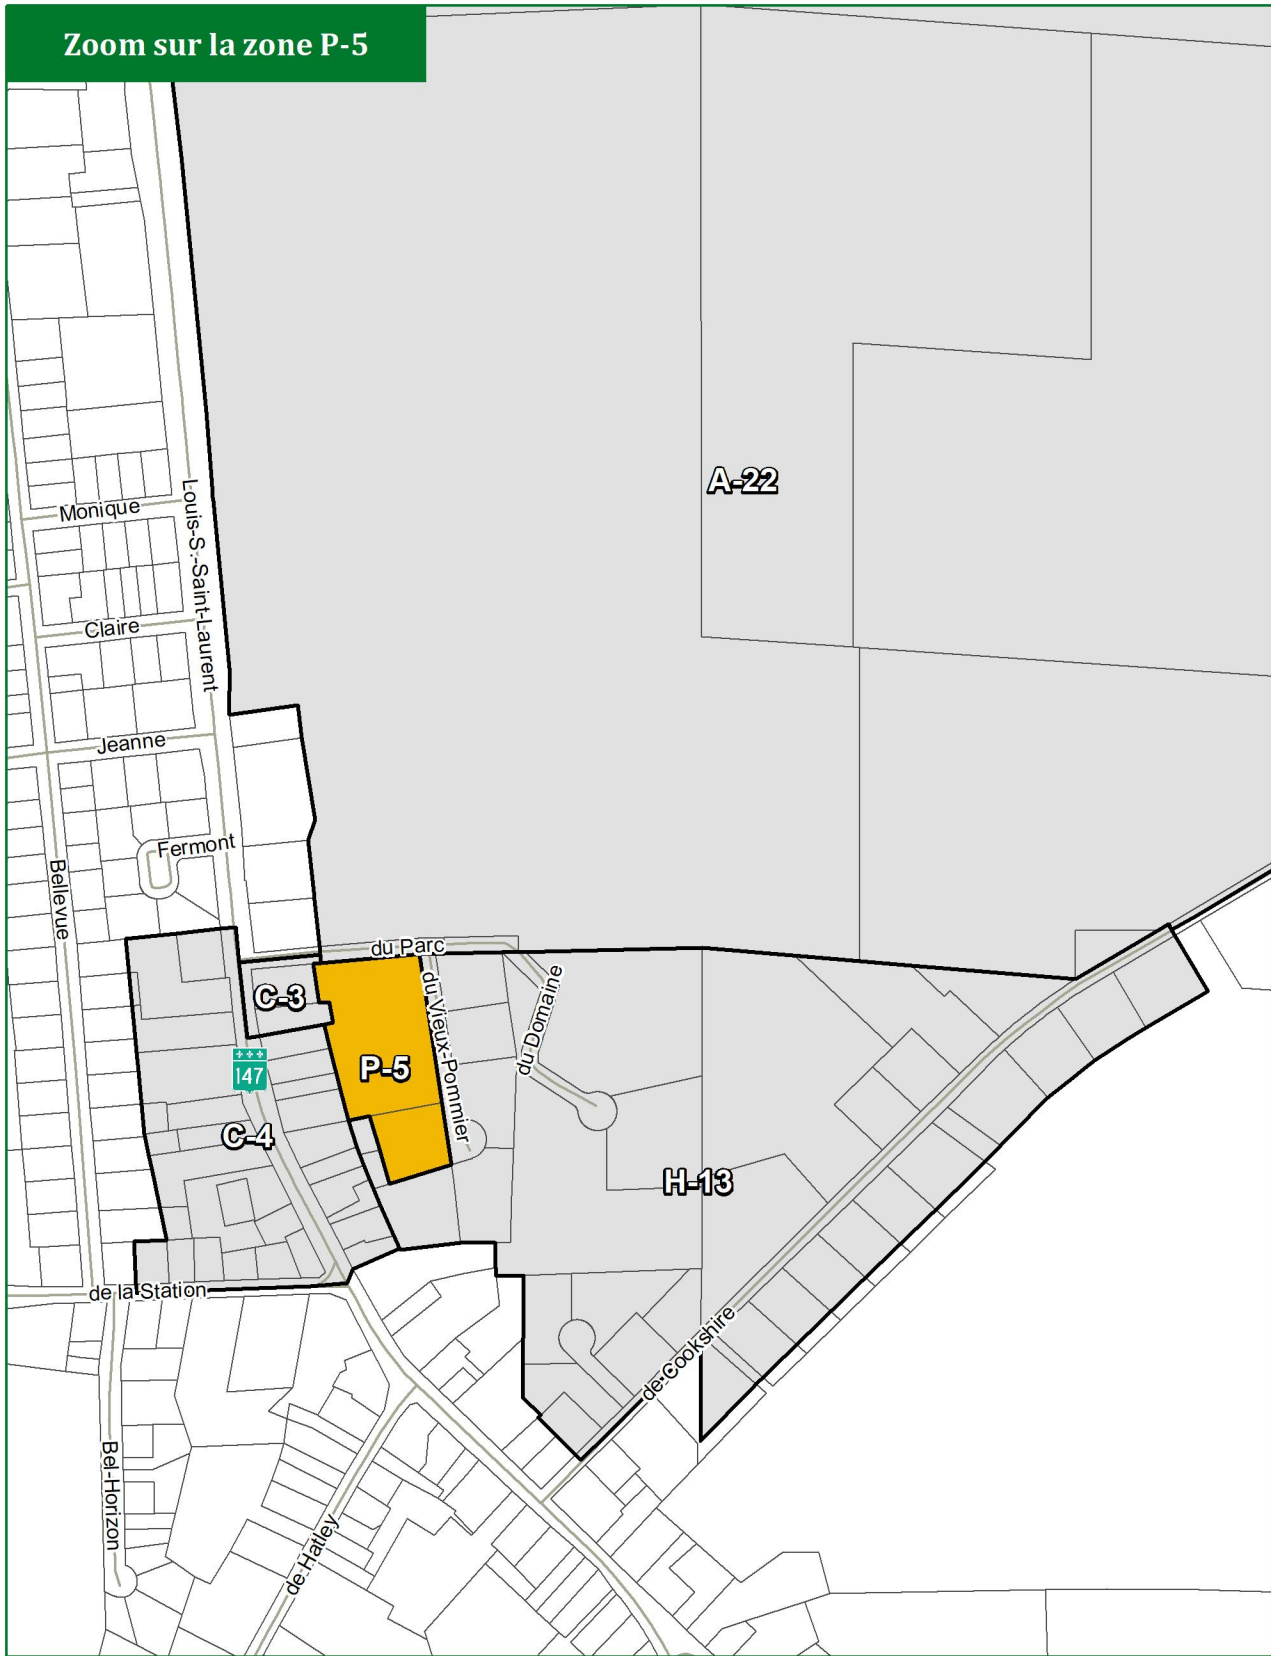 Zoom sur la zone P-5
A-22
Monique
Louis-S.-Saint-Laurent
Claire
Jeanne
Fermont
Bellevue
du Parc
C-3
du Vieux-Pommier
du Domaine
P-5
147
C-4
H-13
de la Station
de Cookshire
Bel-Horizon
de Hatley